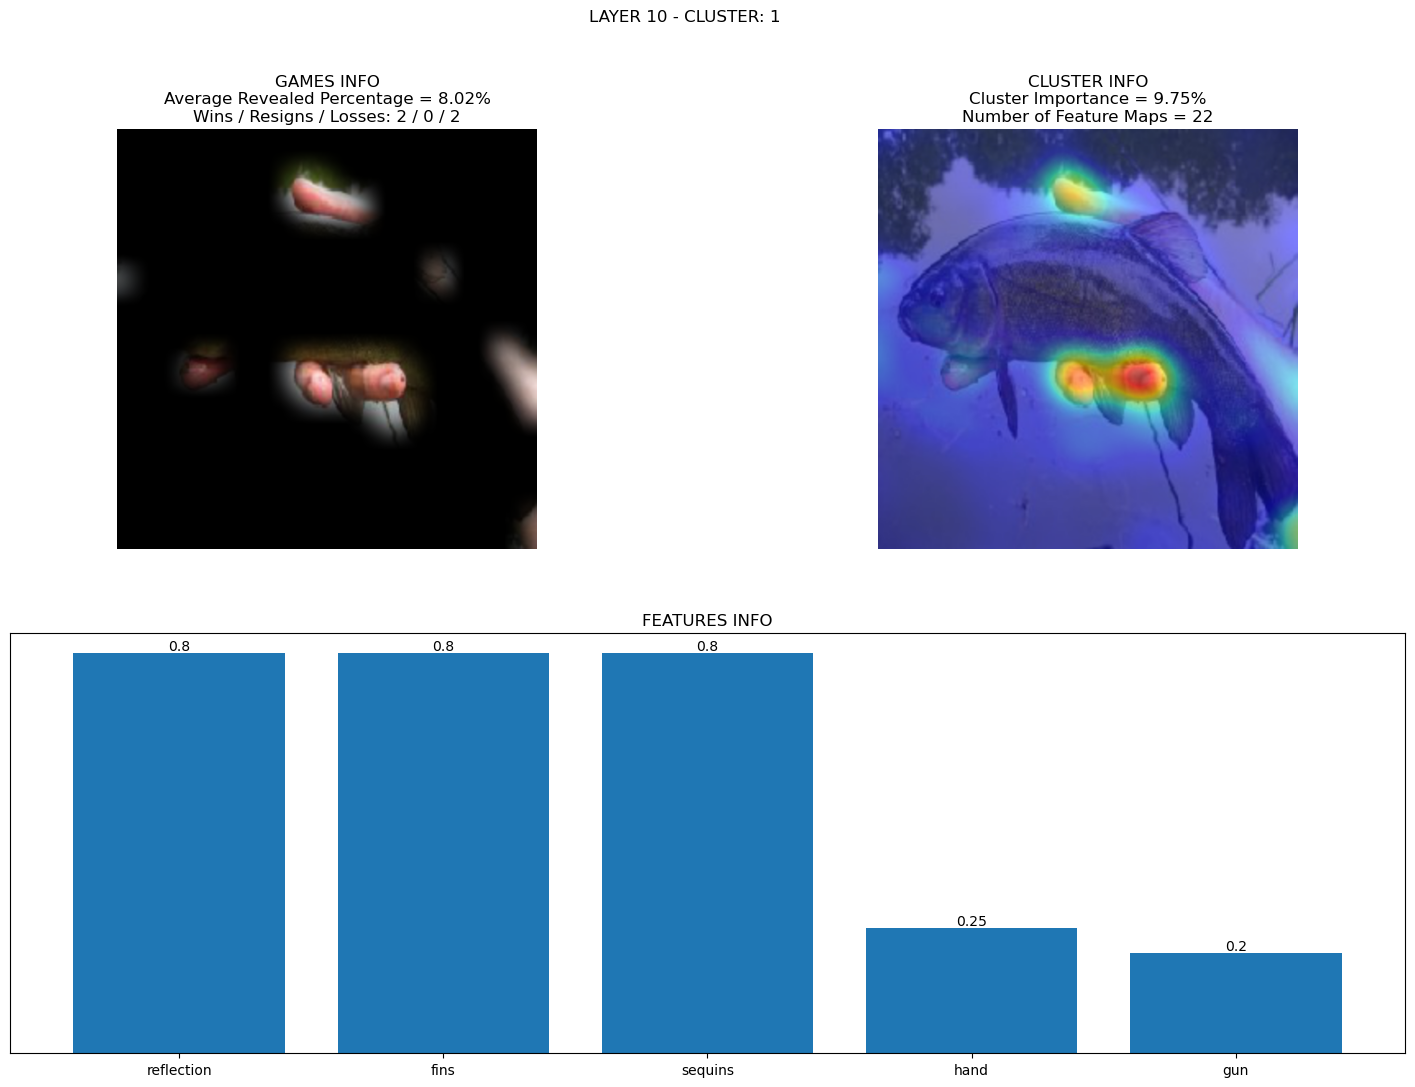 LAYER 10 - CLUSTER: 1
GAMES INFO
Average Revealed Percentage = 8.02%
Wins / Resigns / Losses: 2 / 0 / 2
CLUSTER INFO
Cluster Importance = 9.75%
Number of Feature Maps = 22
FEATURES INFO
0.8
0.8
0.8
0.25
0.2
reflection
fins
sequins
hand
gun